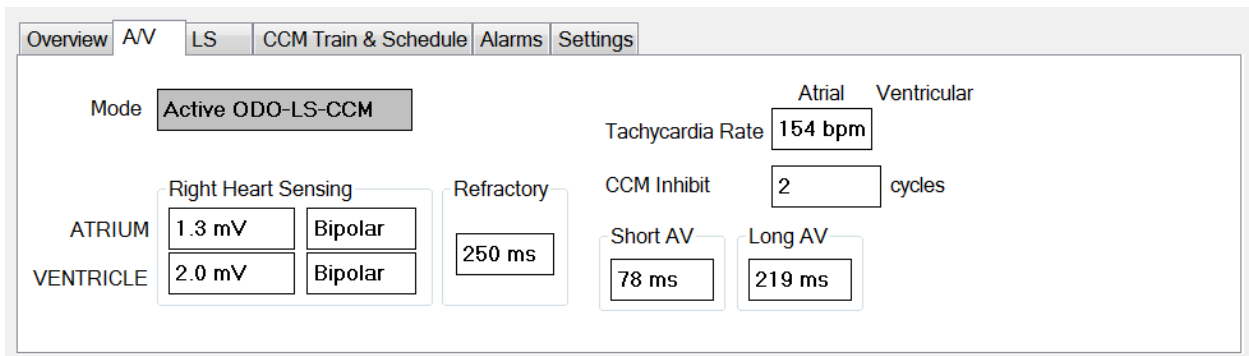 Overview A/V LS CCM Train & Schedule Alarms Settings
Atrial Ventricular
Mode Active ODO-LS-CCM
Tachycardia Rate 154 bpm
Right Heart Sensing Refractory
CCM Inhibit 2 cycles
ATRIUM 1.3 mV Bipolar
250 ms
Short AV Long AV
VENTRICLE 2.0 mV Bipolar
78 ms 219 ms